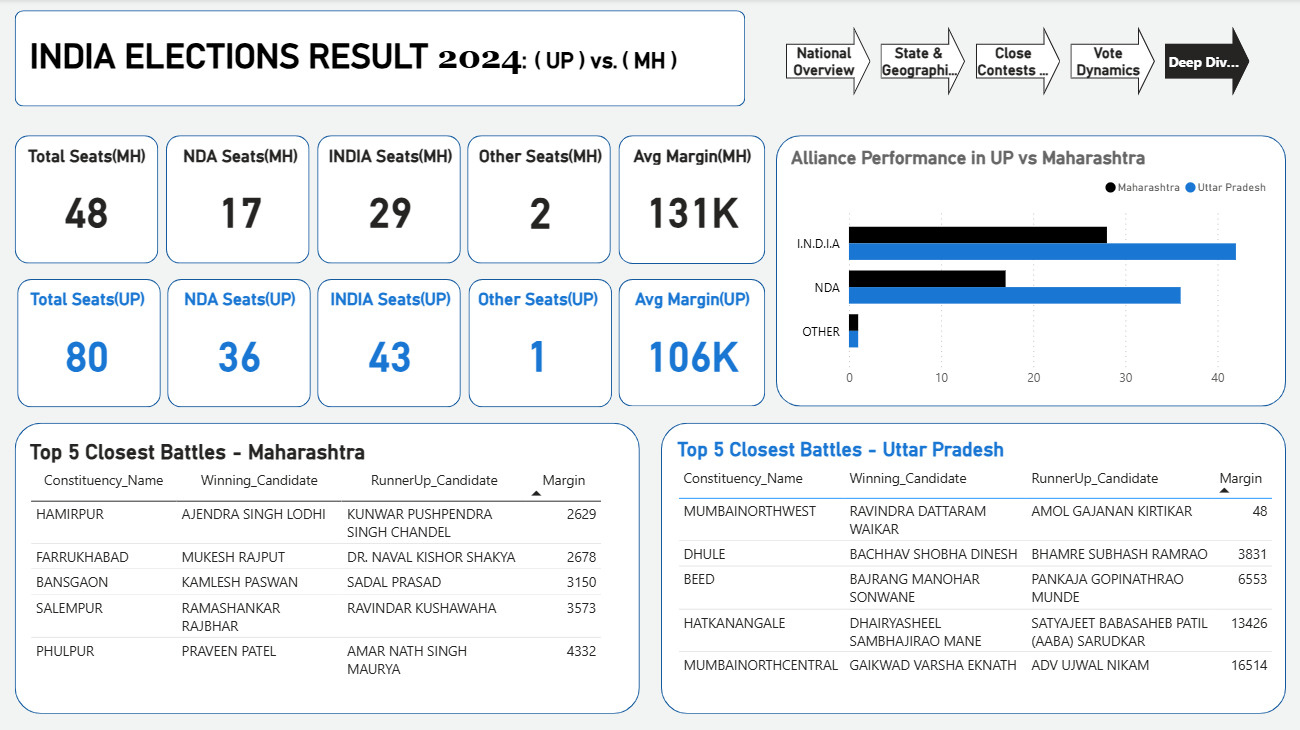 INDIA ELECTIONS RESULT 2024: ( UP ) vs. ( MH )
National Overview
State & Geographi...
Close Contests ...
Vote Dynamics
Deep Div...
Total Seats(MH)
48
NDA Seats(MH)
17
INDIA Seats(MH)
29
Other Seats(MH)
2
Avg Margin(MH)
131K
Total Seats(UP)
80
NDA Seats(UP)
36
INDIA Seats(UP)
43
Other Seats(UP)
1
Avg Margin(UP)
106K
Alliance Performance in UP vs Maharashtra
Maharashtra Uttar Pradesh
I.N.D.I.A
NDA
OTHER
0 10 20 30 40
Top 5 Closest Battles - Maharashtra
Constituency_Name Winning_Candidate RunnerUp_Candidate Margin
HAMIRPUR AJENDRA SINGH LODHI KUNWAR PUSHPENDRA SINGH CHANDEL 2629
FARRUKHABAD MUKESH RAJPUT DR. NAVAL KISHOR SHAKYA 2678
BANSGAON KAMLESH PASWAN SADAL PRASAD 3150
SALEMPUR RAMASHANKAR RAJBHAR RAVINDAR KUSHAWAHA 3573
PHULPUR PRAVEEN PATEL AMAR NATH SINGH MAURYA 4332
Top 5 Closest Battles - Uttar Pradesh
Constituency_Name Winning_Candidate RunnerUp_Candidate Margin
MUMBAINORTHWEST RAVINDRA DATTARAM WAIKAR AMOL GAJANAN KIRTIKAR 48
DHULE BACHHAV SHOBHA DINESH BHAMRE SUBHASH RAMRAO 3831
BEED BAJRANG MANOHAR SONWANE PANKAJA GOPINATHRAO MUNDE 6553
HATKANANGALE DHAIRYASHEEL SAMBHAJIRAO MANE SATYAJEET BABASAHEB PATIL (AABA) SARUDKAR 13426
MUMBAINORTHCENTRAL GAIKWAD VARSHA EKNATH ADV UJWAL NIKAM 16514